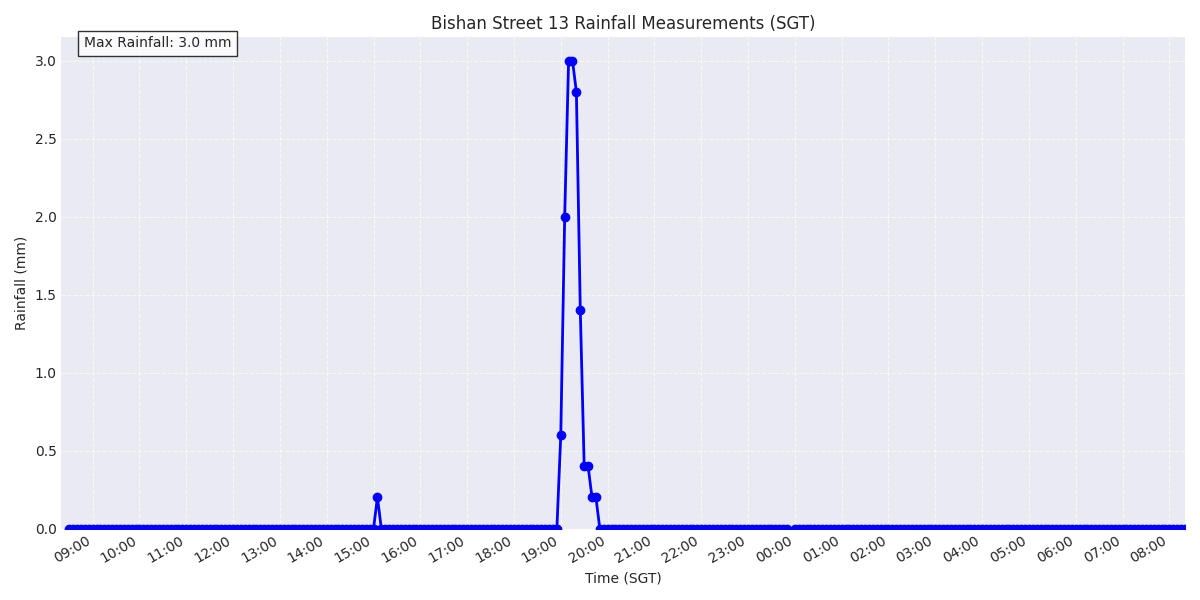 Bishan Street 13 Rainfall Measurements (SGT)
Max Rainfall: 3.0 mm
3.0
2.5
2.0
1.5
1.0
0.5
0.0
Rainfall (mm)
09:00 10:00 11:00 12:00 13:00 14:00 15:00 16:00 17:00 18:00 19:00 20:00 21:00 22:00 23:00 00:00 01:00 02:00 03:00 04:00 05:00 06:00 07:00 08:00
Time (SGT)